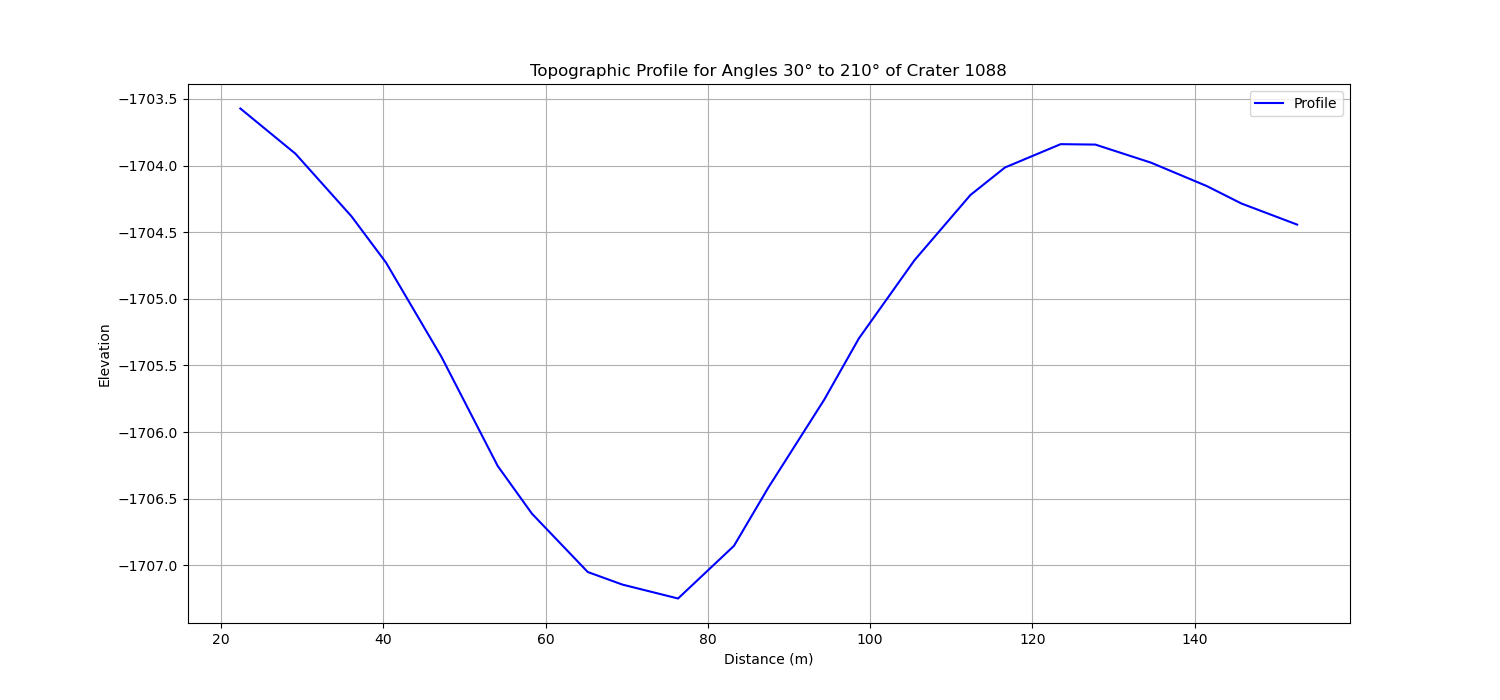 Topographic Profile for Angles 30° to 210° of Crater 1088
Profile
−1703.5
−1704.0
−1704.5
−1705.0
−1705.5
−1706.0
−1706.5
−1707.0
Elevation
20 40 60 80 100 120 140
Distance (m)